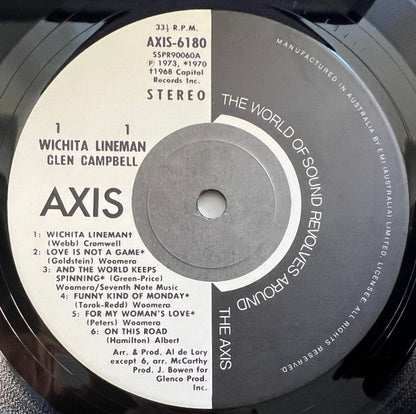 33⅓ R.P.M.
AXIS-6180
SSPR90060A
Ⓟ 1973, *1970
†1968 Capitol
Records Inc.
STEREO
1 1
WICHITA LINEMAN
GLEN CAMPBELL
AXIS
1: WICHITA LINEMAN†
(Webb) Cromwell
2: LOVE IS NOT A GAME*
(Goldstein) Woomera
3: AND THE WORLD KEEPS
SPINNING* (Green-Price)
Woomera/Seventh Note Music
4: FUNNY KIND OF MONDAY*
(Torok-Redd) Woomera
5: FOR MY WOMAN'S LOVE*
(Peters) Woomera
6: ON THIS ROAD
(Hamilton) Albert
Arr. & Prod. Al de Lory
except 6, arr. McCarthy
Prod. J. Bowen for
Glenco Prod. Inc.
THE WORLD OF SOUND REVOLVES AROUND THE AXIS
MANUFACTURED IN AUSTRALIA BY EMI (AUSTRALIA) LIMITED, LICENSEE. ALL RIGHTS RESERVED.